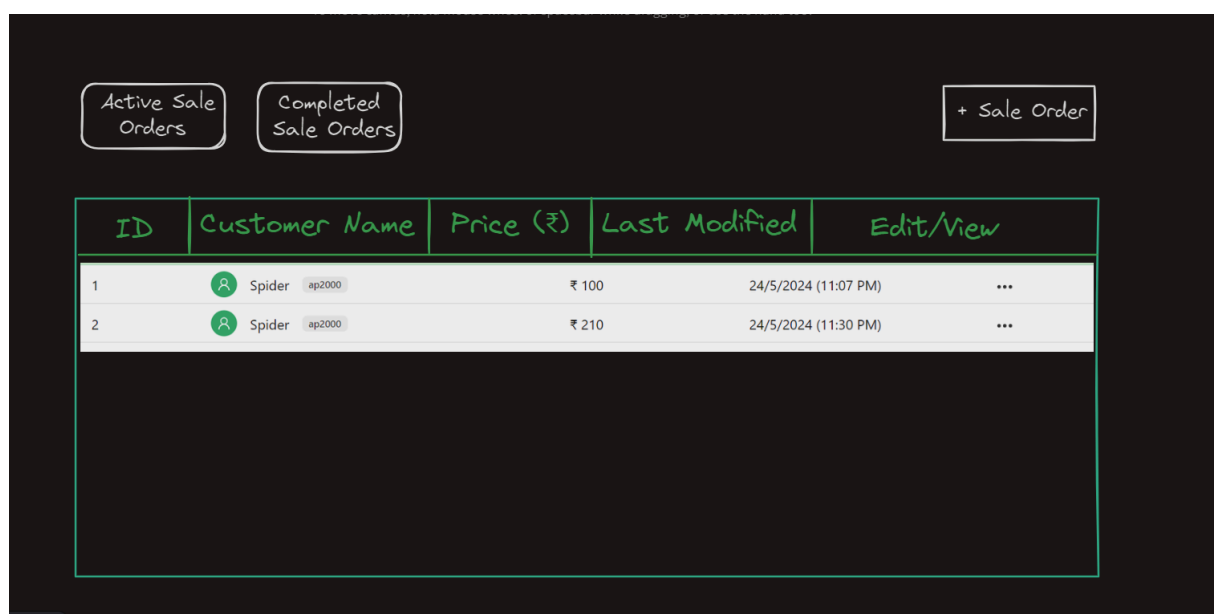 Active Sale Orders
Completed Sale Orders
+ Sale Order
ID Customer Name Price (₹) Last Modified Edit/View
1 Spider ap2000 ₹ 100 24/5/2024 (11:07 PM) •••
2 Spider ap2000 ₹ 210 24/5/2024 (11:30 PM) •••